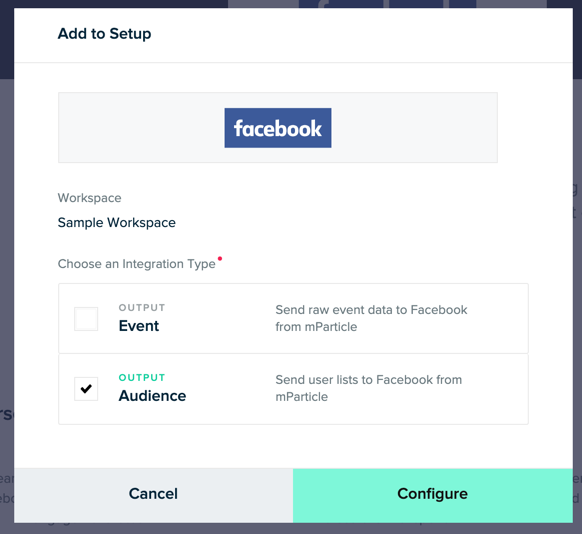 Add to Setup
facebook
Workspace
Sample Workspace
Choose an Integration Type
OUTPUT
Event
Send raw event data to Facebook
from mParticle
OUTPUT
Audience
Send user lists to Facebook from
mParticle
Cancel
Configure